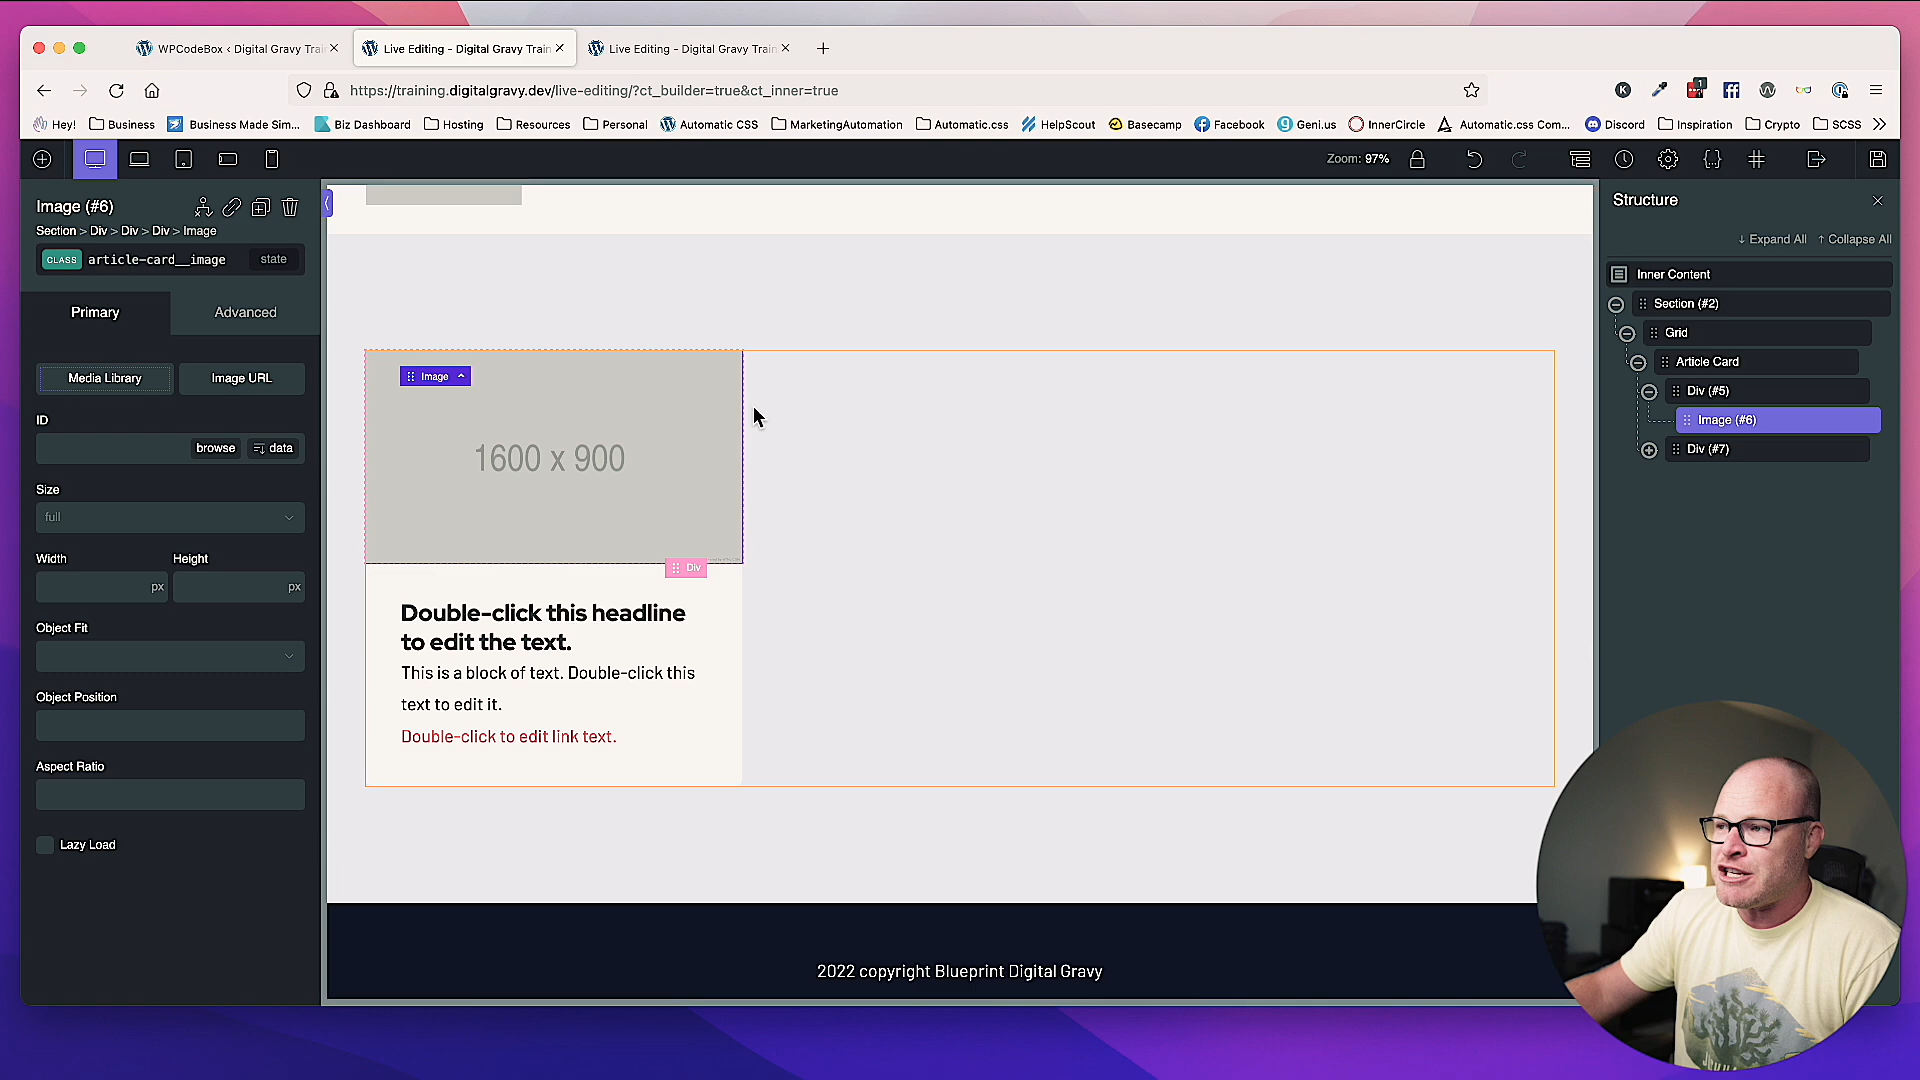 WPCodeBox ‹ Digital Gravy Trai
Live Editing - Digital Gravy Train
Live Editing - Digital Gravy Train
https://training.digitalgravy.dev/live-editing/?ct_builder=true&ct_inner=true
Hey!
Business
Business Made Sim...
Biz Dashboard
Hosting
Resources
Personal
Automatic CSS
MarketingAutomation
Automatic.css
HelpScout
Basecamp
Facebook
Geni.us
InnerCircle
Automatic.css Com...
Discord
Inspiration
Crypto
SCSS
Zoom: 97%
Image (#6)
Section > Div > Div > Div > Image
CLASS article-card__image state
Primary
Advanced
Media Library
Image URL
ID
browse
data
Size
full
Width
Height
px
px
Object Fit
Object Position
Aspect Ratio
Lazy Load
Image
1600 x 900
Div
Double-click this headline
to edit the text.
This is a block of text. Double-click this
text to edit it.
Double-click to edit link text.
2022 copyright Blueprint Digital Gravy
Structure
Expand All
Collapse All
Inner Content
Section (#2)
Grid
Article Card
Div (#5)
Image (#6)
Div (#7)